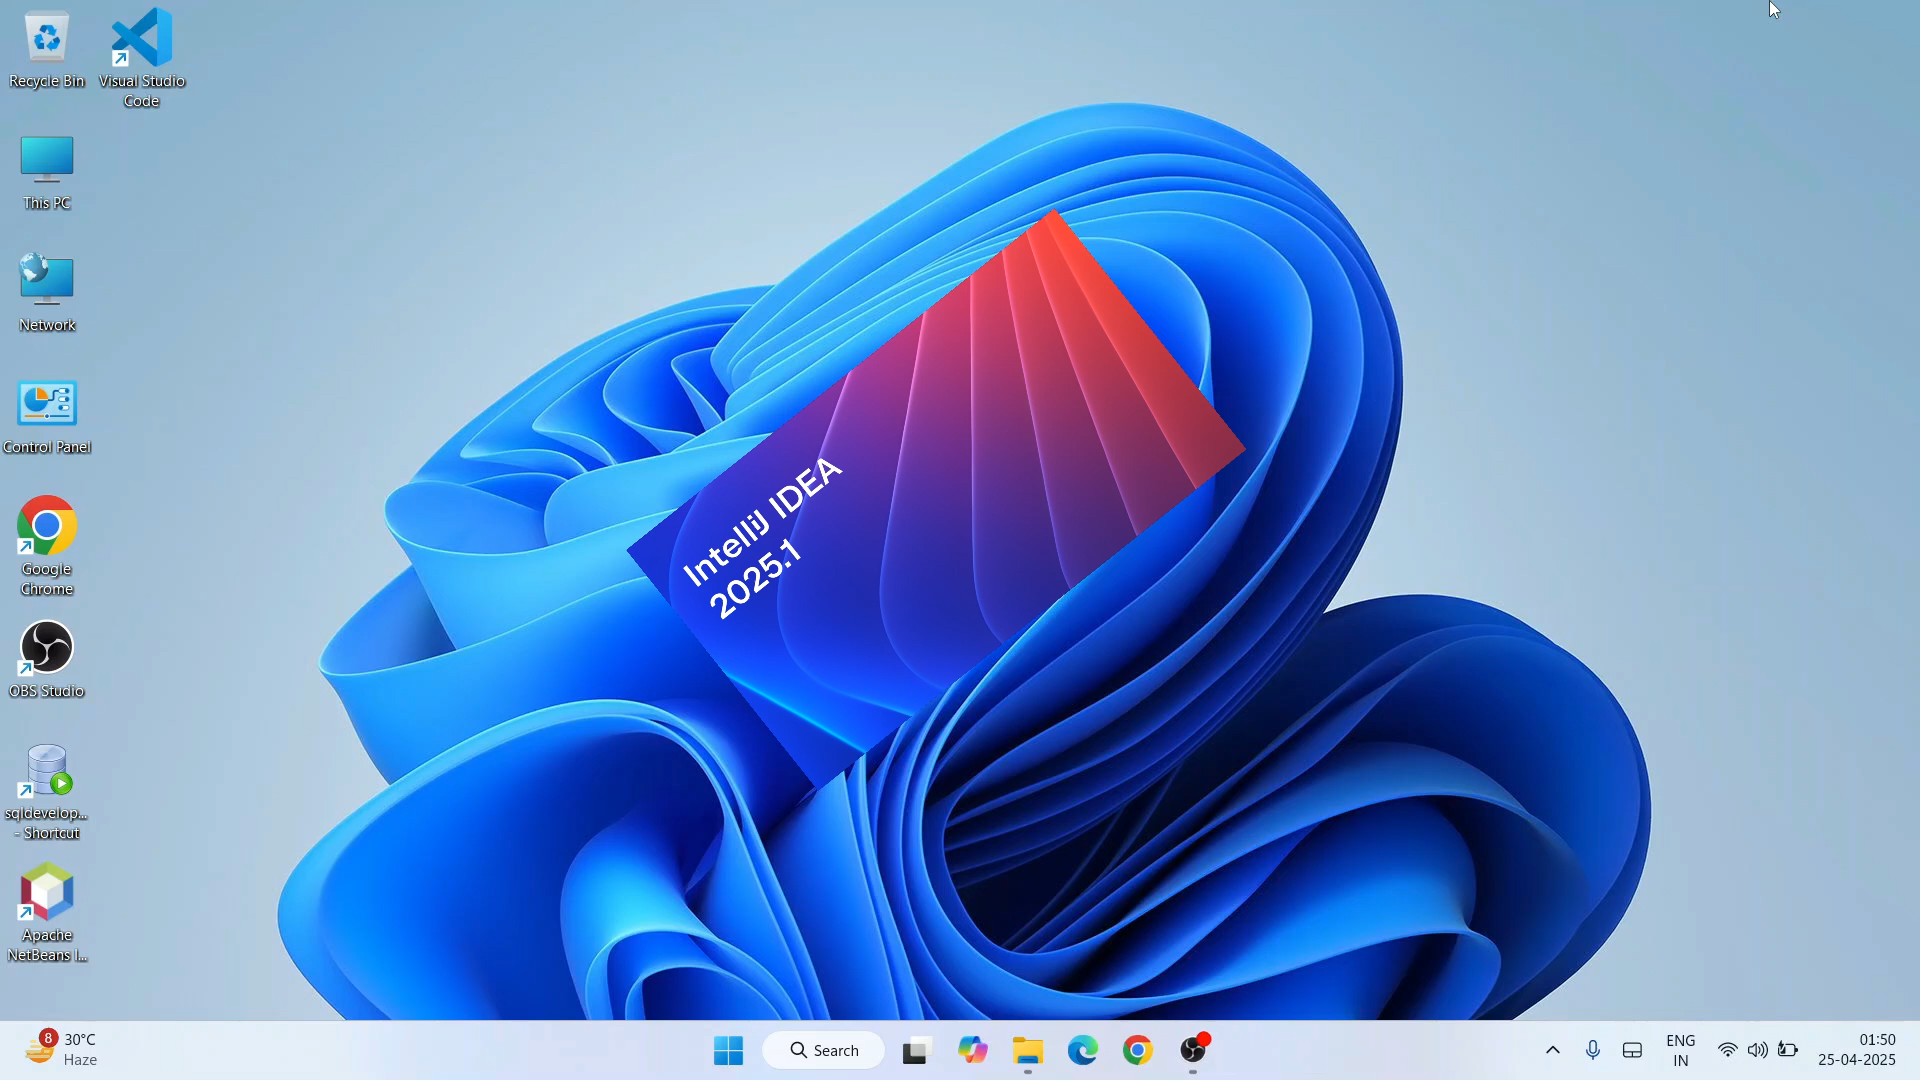 Recycle Bin
Visual Studio
Code
This PC
Network
Control Panel
Google
Chrome
OBS Studio
sqldevelop...
- Shortcut
Apache
NetBeans I...
IntelliJ IDEA
2025.1
8
30°C
Haze
Search
ENG
IN
01:50
25-04-2025